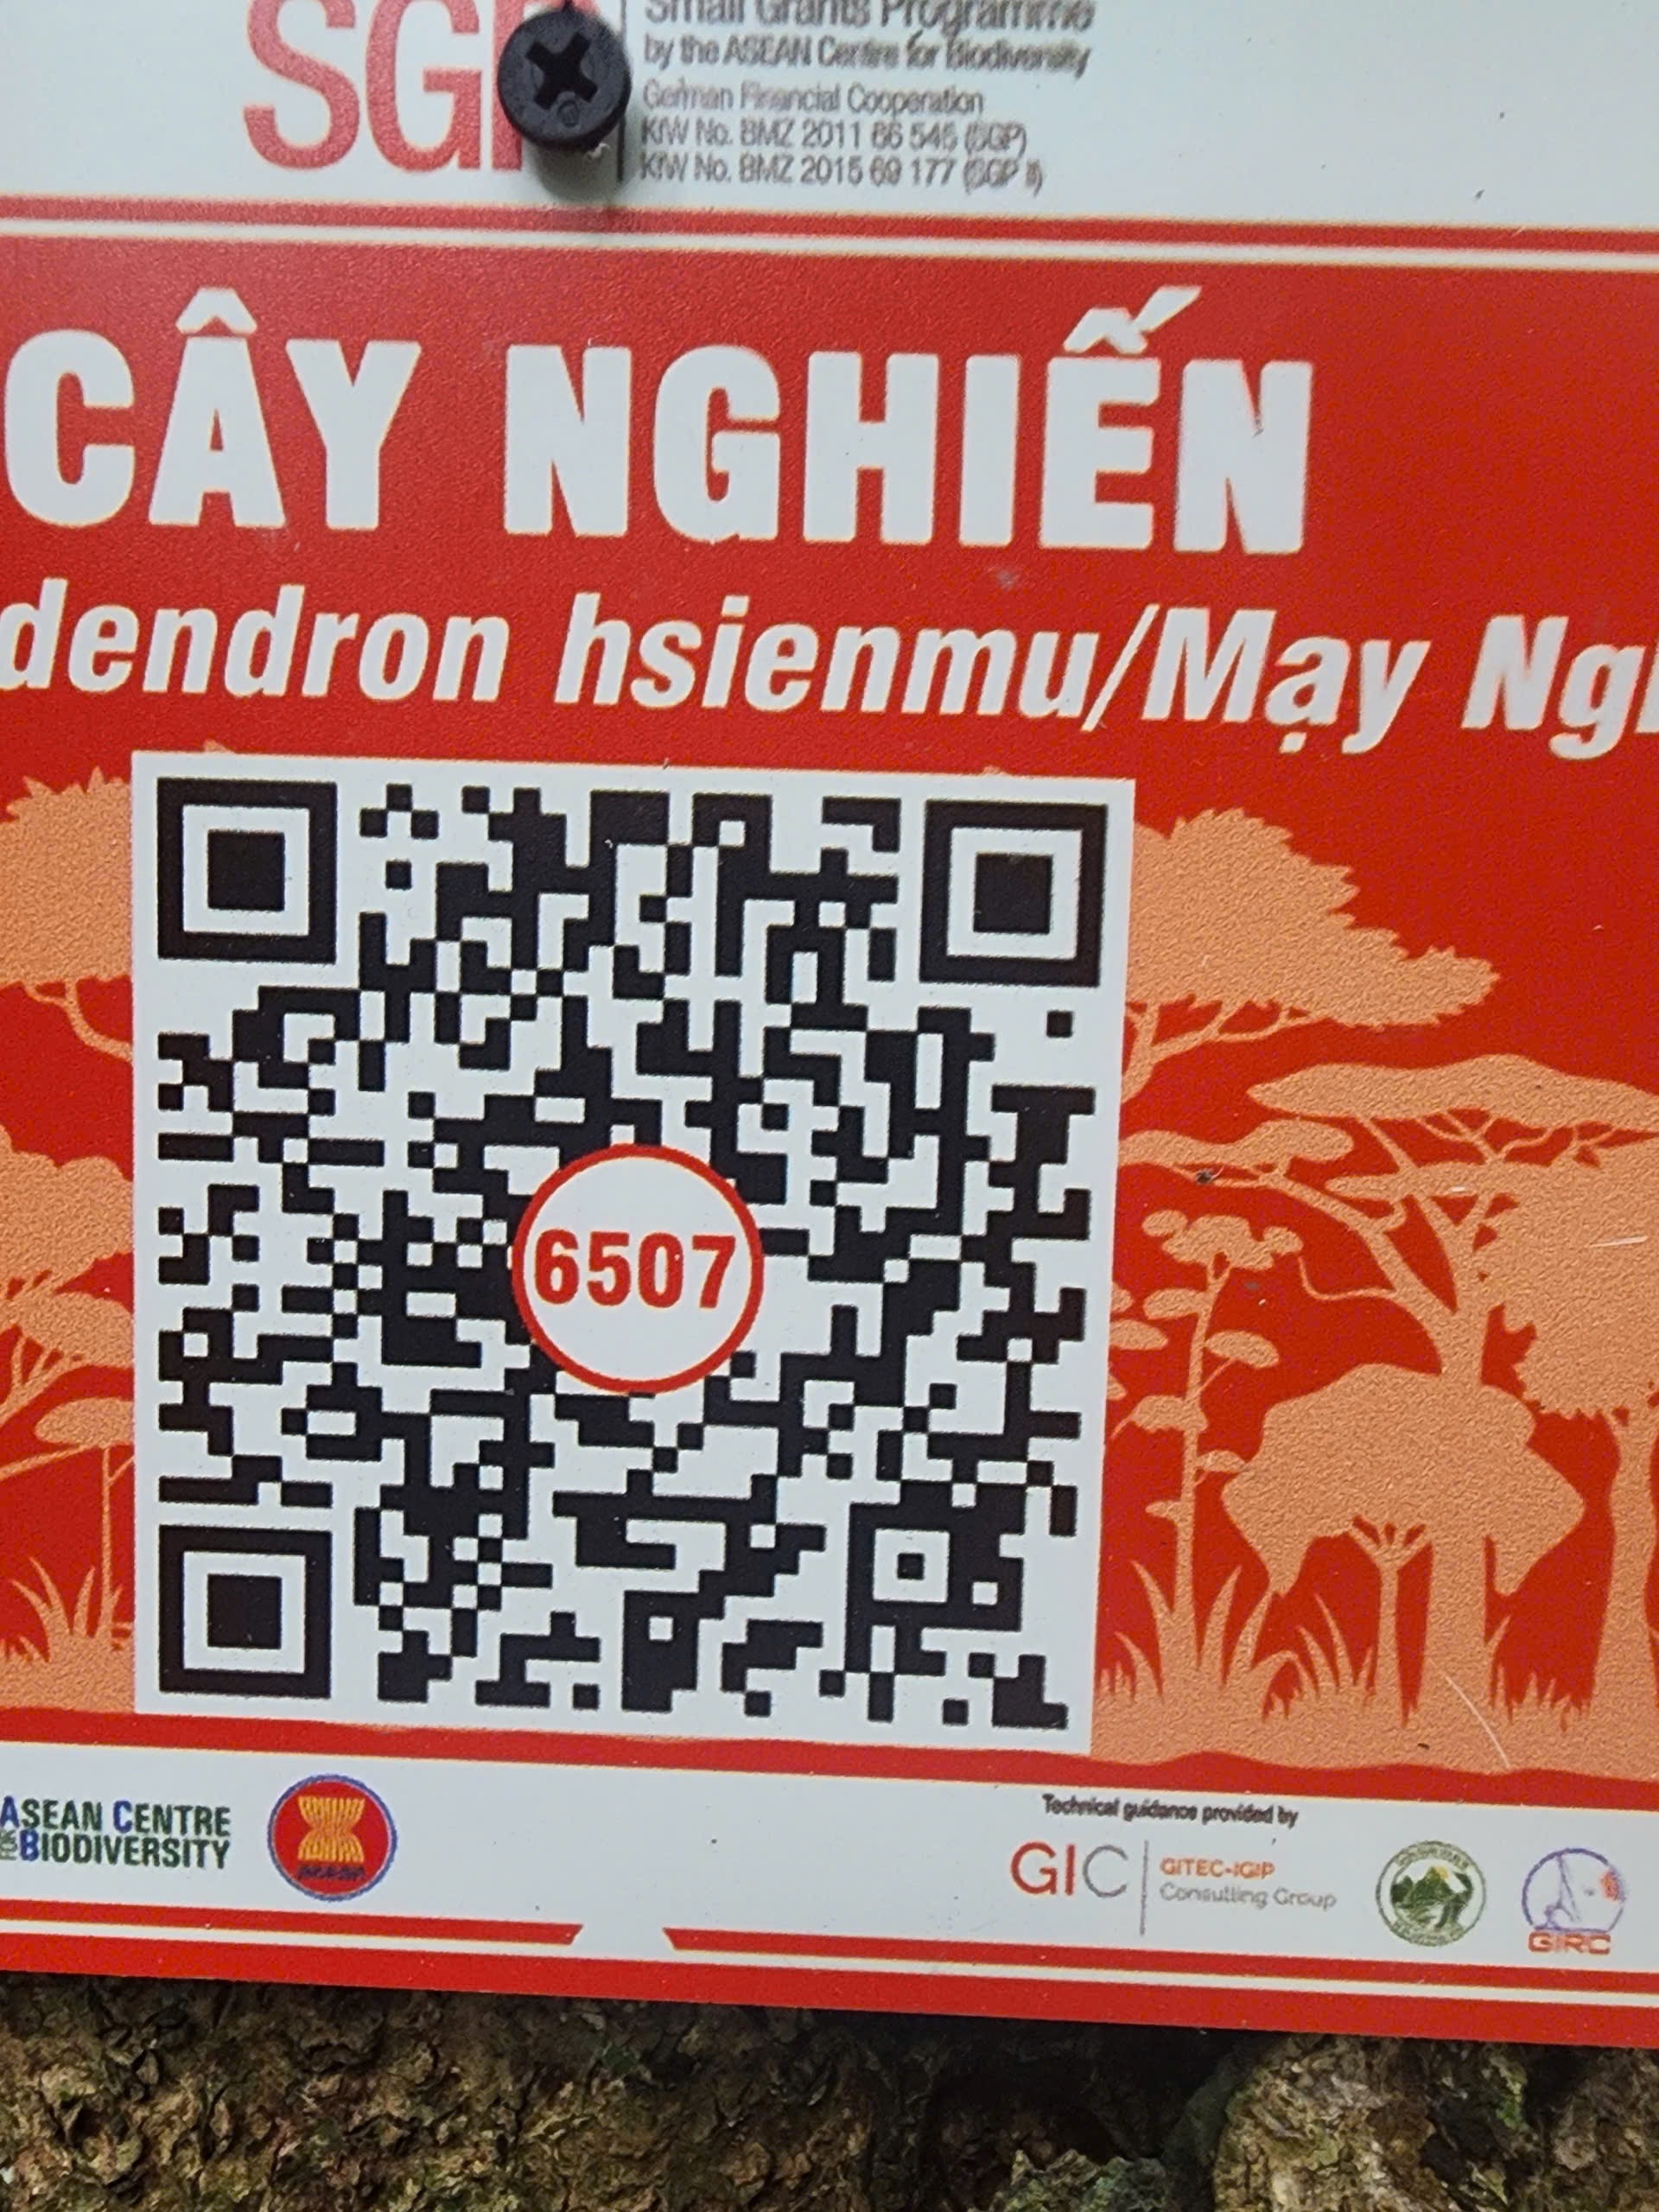 SGP
Small Grants Programme
by the ASEAN Centre for Biodiversity
German Financial Cooperation
KfW No. BMZ 2011 66 545 (SGP)
KfW No. BMZ 2015 69 177 (SGP II)
CÂY NGHIẾN
dendron hsienmu/Mạy Ng
6507
ASEAN CENTRE
FOR BIODIVERSITY
Technical guidance provided by
GIC
GITEC-IGIP
Consulting Group
GIRC